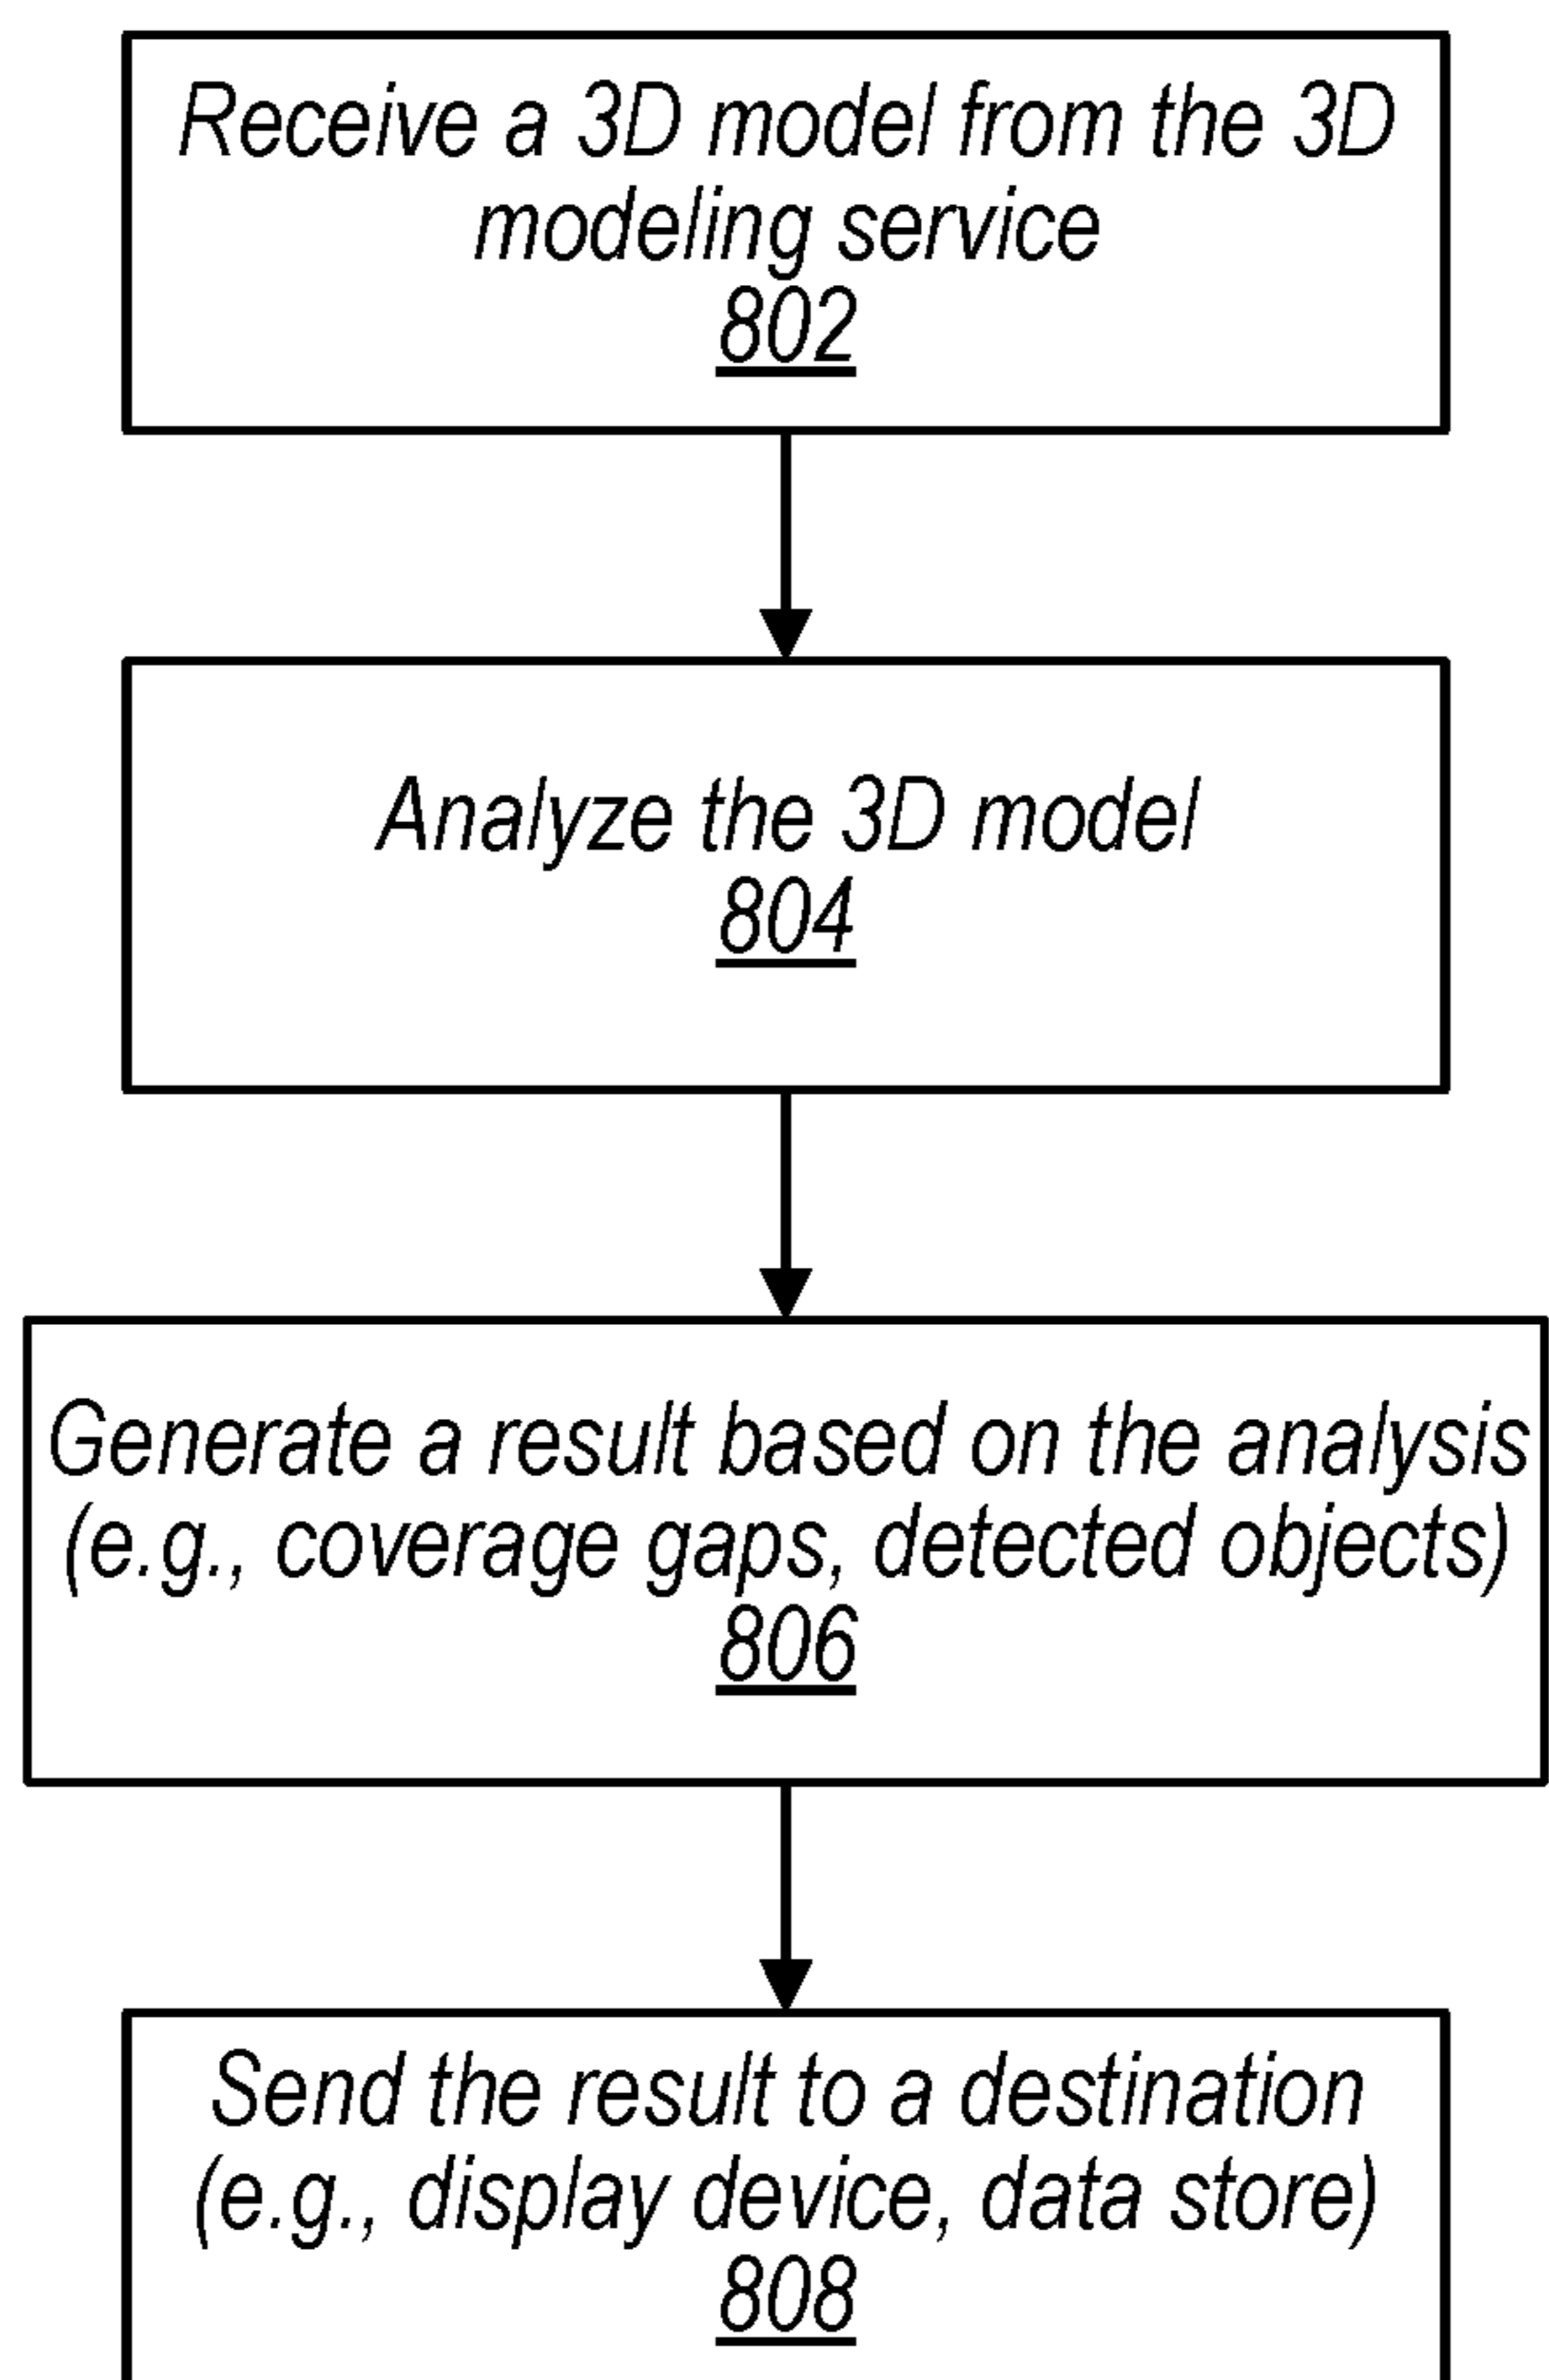 Receive a 3D model from the 3D
modeling service
802
Analyze the 3D model
804
Generate a result based on the analysis
(e.g., coverage gaps, detected objects)
806
Send the result to a destination
(e.g., display device, data store)
808